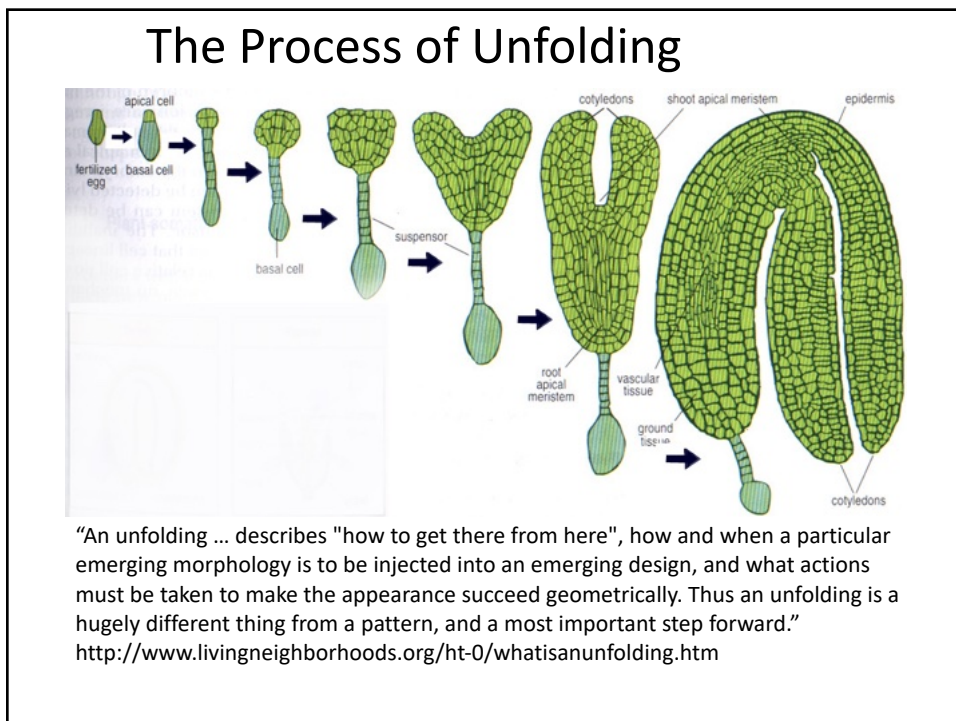 The Process of Unfolding
apical cell
fertilized
egg
basal cell
basal cell
suspensor
cotyledons
shoot apical meristem
epidermis
root
apical
meristem
vascular
tissue
ground
cotyledons
“An unfolding ... describes "how to get there from here", how and when a particular
emerging morphology is to be injected into an emerging design, and what actions
must be taken to make the appearance succeed geometrically. Thus an unfolding is a
hugely different thing from a pattern, and a most important step forward.”
http://www.livingneighborhoods.org/ht-0/whatisanunfolding.htm